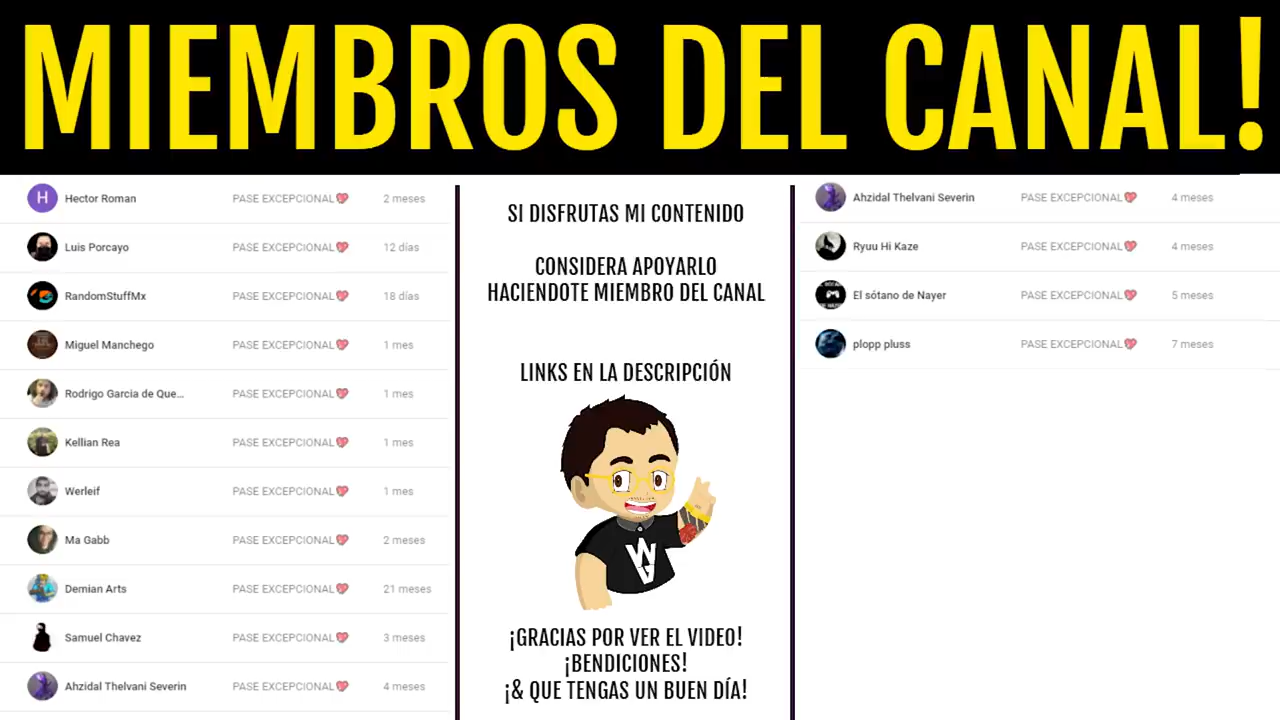 MIEMBROS DEL CANAL!
H Hector Roman PASE EXCEPCIONAL💖 2 meses
Luis Porcayo PASE EXCEPCIONAL💖 12 días
RandomStuffMx PASE EXCEPCIONAL💖 18 días
Miguel Manchego PASE EXCEPCIONAL💖 1 mes
Rodrigo Garcia de Que... PASE EXCEPCIONAL💖 1 mes
Kellian Rea PASE EXCEPCIONAL💖 1 mes
Werleif PASE EXCEPCIONAL💖 1 mes
Ma Gabb PASE EXCEPCIONAL💖 2 meses
Demian Arts PASE EXCEPCIONAL💖 21 meses
Samuel Chavez PASE EXCEPCIONAL💖 3 meses
Ahzidal Thelvani Severin PASE EXCEPCIONAL💖 4 meses
SI DISFRUTAS MI CONTENIDO
CONSIDERA APOYARLO
HACIENDOTE MIEMBRO DEL CANAL
LINKS EN LA DESCRIPCIÓN
¡GRACIAS POR VER EL VIDEO!
¡BENDICIONES!
¡& QUE TENGAS UN BUEN DÍA!
Ahzidal Thelvani Severin PASE EXCEPCIONAL💖 4 meses
Ryuu Hi Kaze PASE EXCEPCIONAL💖 4 meses
El sótano de Nayer PASE EXCEPCIONAL💖 5 meses
plopp pluss PASE EXCEPCIONAL💖 7 meses